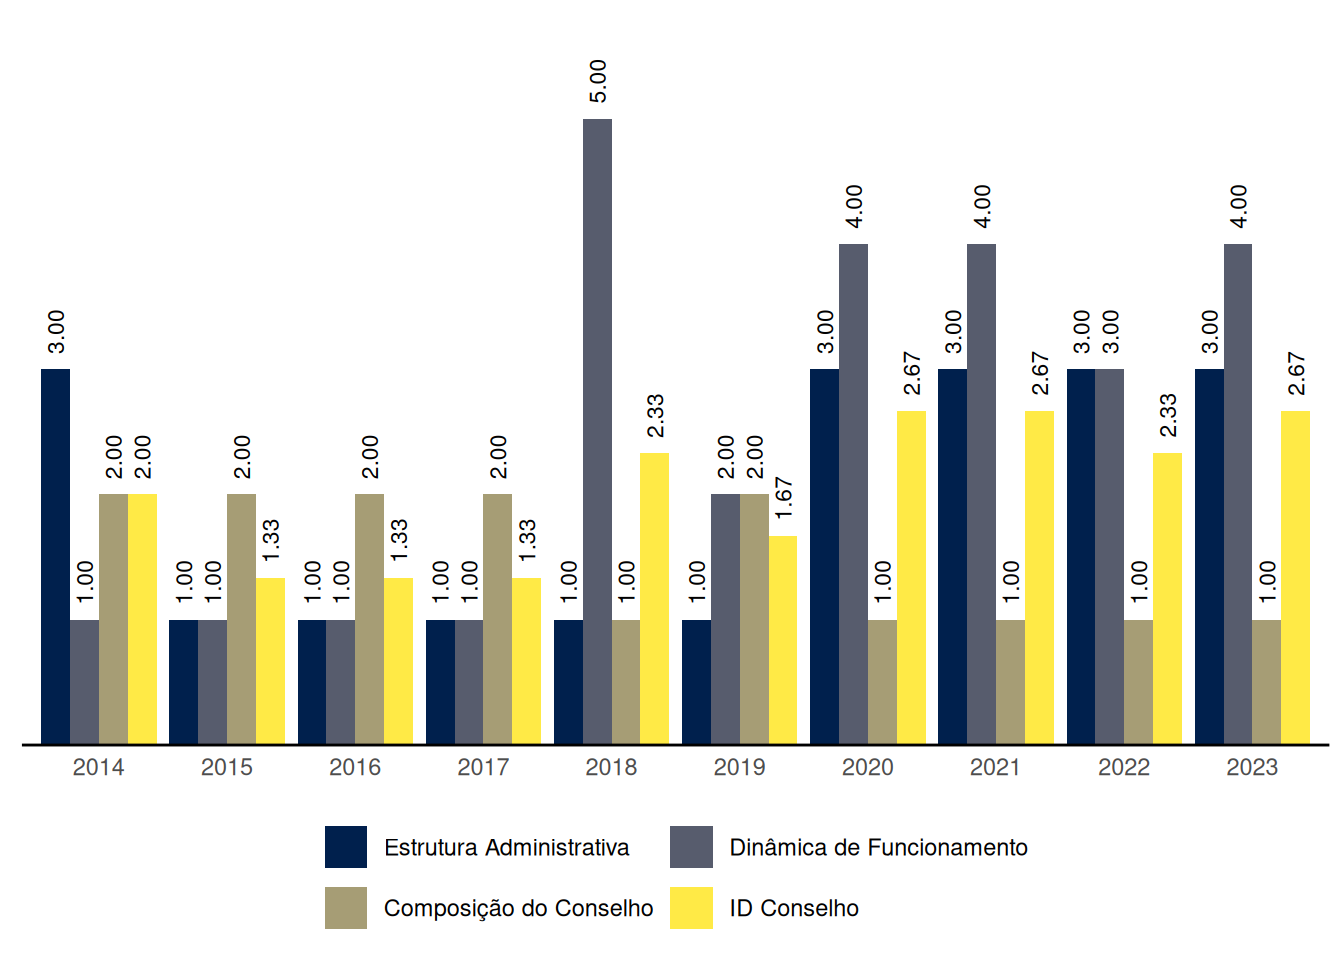 5.00
4.00 4.00 4.00
3.00 3.00 3.00 3.00 3.00 3.00
2.67 2.67 2.67
2.33 2.33
2.00 2.00 2.00 2.00 2.00 2.00 2.00
1.67
1.33 1.33 1.33
1.00 1.00 1.00 1.00 1.00 1.00 1.00 1.00 1.00 1.00 1.00 1.00 1.00 1.00
2014 2015 2016 2017 2018 2019 2020 2021 2022 2023
Estrutura Administrativa Dinâmica de Funcionamento
Composição do Conselho ID Conselho